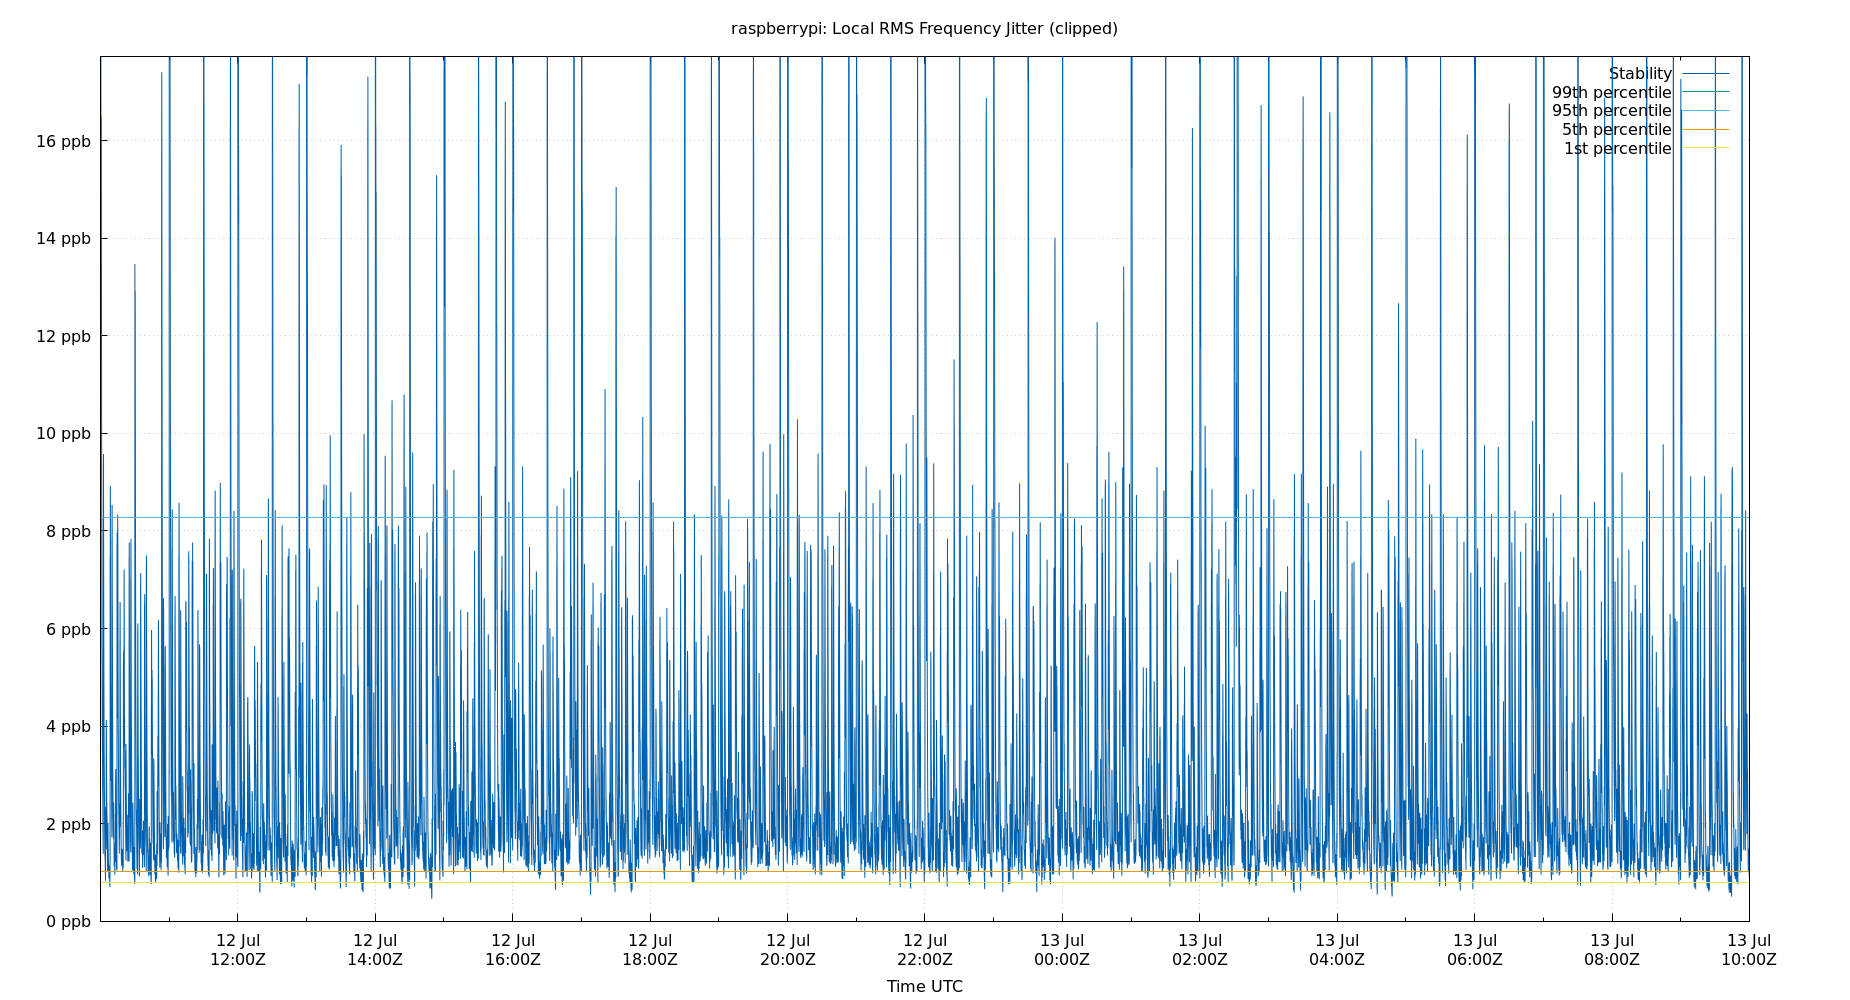 raspberrypi: Local RMS Frequency Jitter (clipped)
Stability
99th percentile
95th percentile
5th percentile
1st percentile
16 ppb
14 ppb
12 ppb
10 ppb
8 ppb
6 ppb
4 ppb
2 ppb
0 ppb
12 Jul 12 Jul 12 Jul 12 Jul 12 Jul 12 Jul 13 Jul 13 Jul 13 Jul 13 Jul 13 Jul 13 Jul
12:00Z 14:00Z 16:00Z 18:00Z 20:00Z 22:00Z 00:00Z 02:00Z 04:00Z 06:00Z 08:00Z 10:00Z
Time UTC